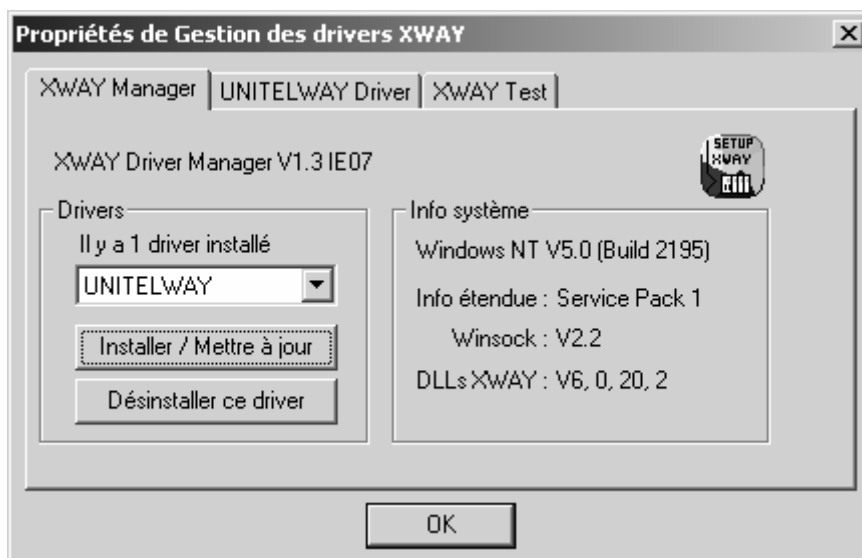 Propriétés de Gestion des drivers XWAY
XWAY Manager
UNITELWAY Driver
XWAY Test
XWAY Driver Manager V1.3 IE07
SETUP
XWAY
Drivers
Il y a 1 driver installé
UNITELWAY
Installer / Mettre à jour
Désinstaller ce driver
Info système
Windows NT V5.0 (Build 2195)
Info étendue : Service Pack 1
Winsock : V2.2
DLLs XWAY : V6, 0, 20, 2
OK